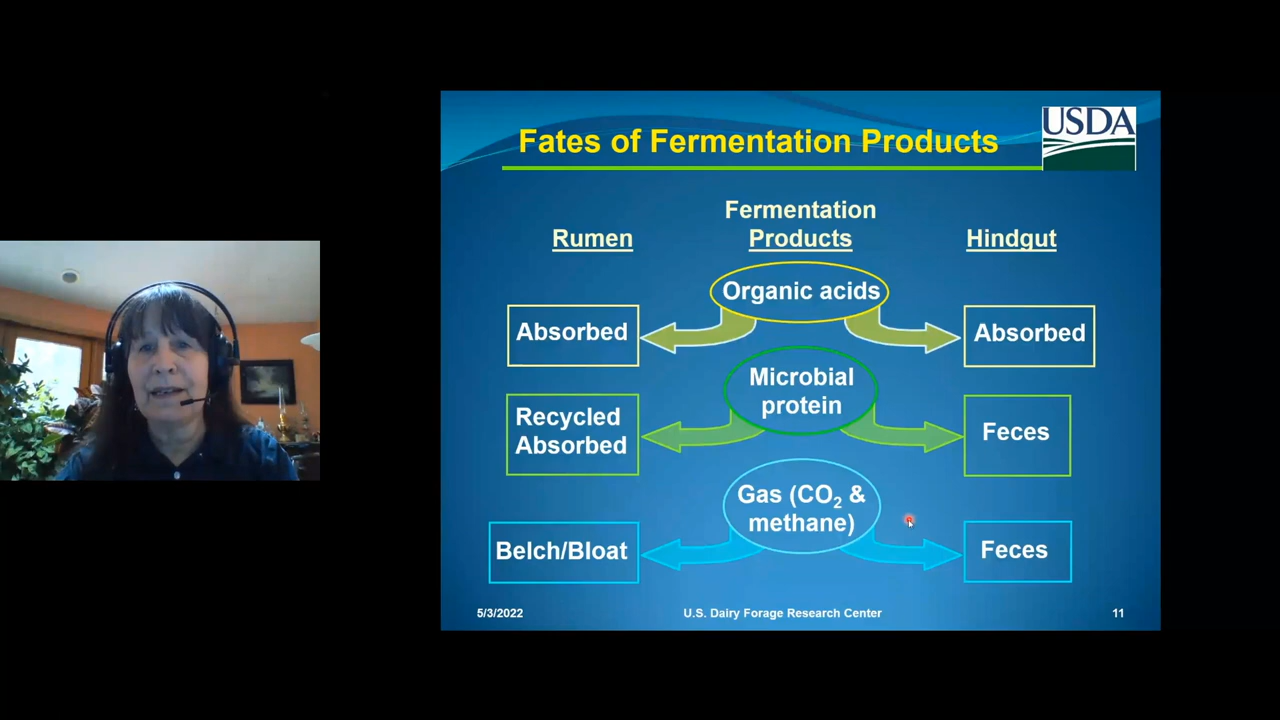 Fates of Fermentation Products
USDA
Rumen
Fermentation
Products
Hindgut
Organic acids
Absorbed
Absorbed
Microbial
protein
Recycled
Absorbed
Feces
Gas (CO₂ &
methane)
Belch/Bloat
Feces
5/3/2022
U.S. Dairy Forage Research Center
11